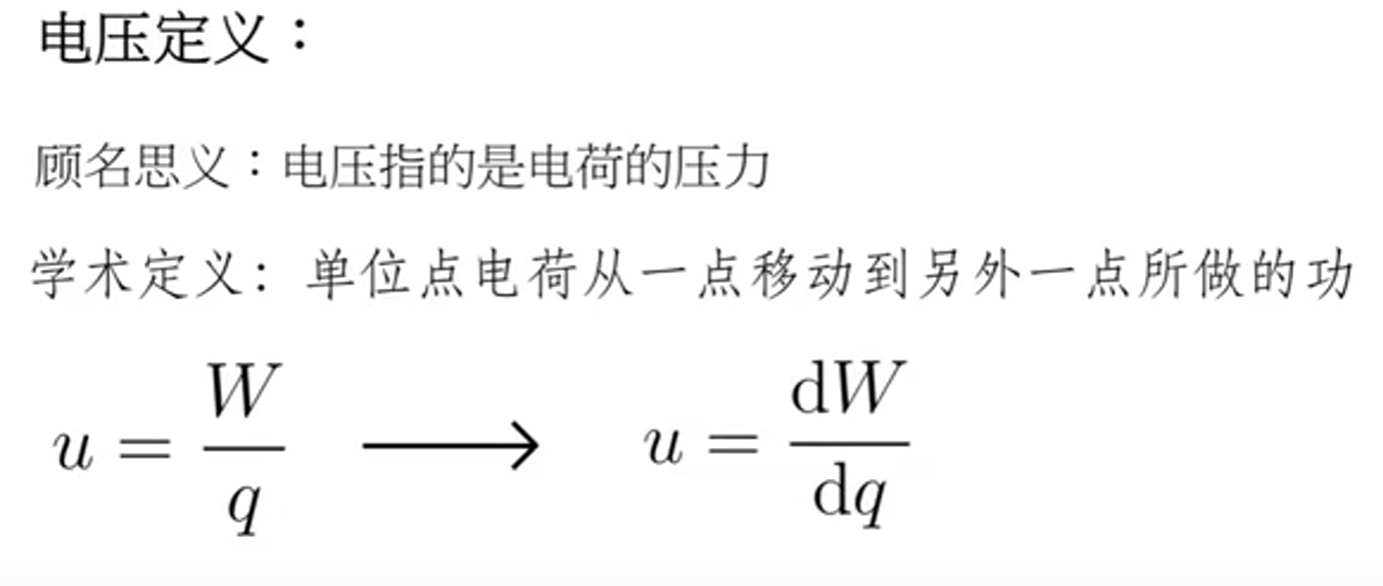 电压定义：
顾名思义：电压指的是电荷的压力
学术定义: 单位点电荷从一点移动到另外一点所做的功
u = W/q ⟶ u = dW/dq